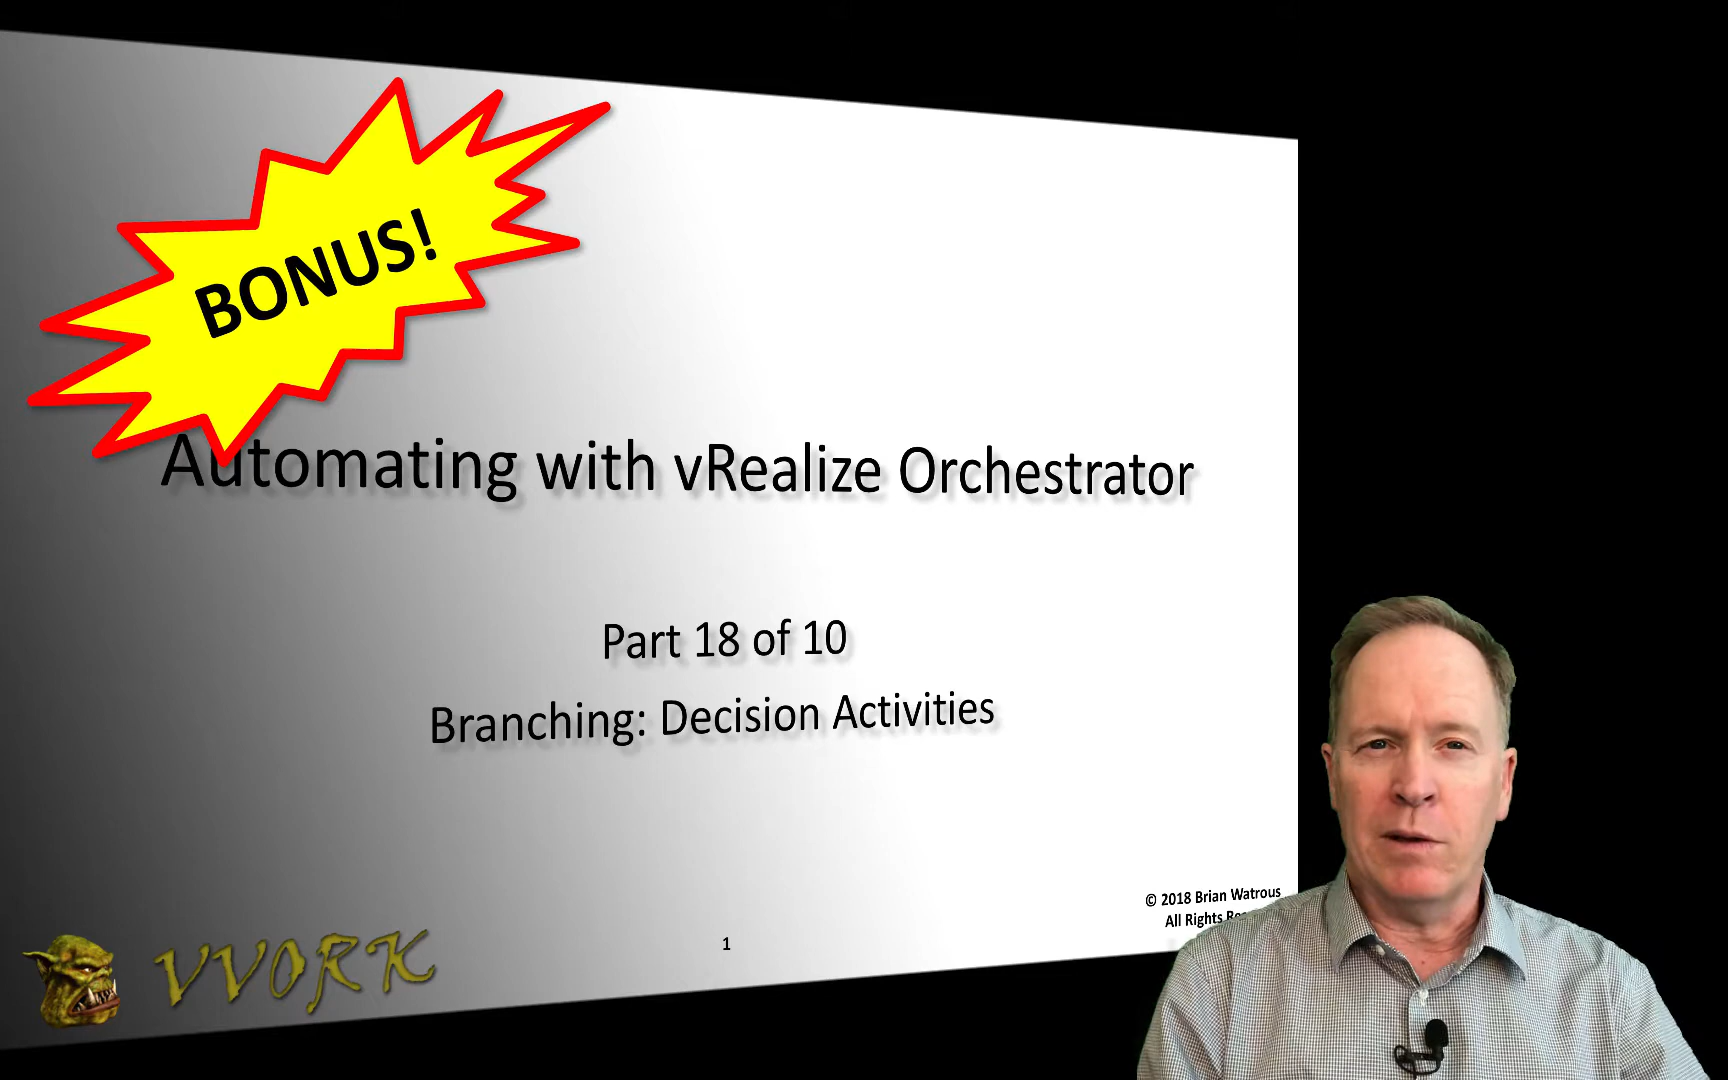 BONUS!
Automating with vRealize Orchestrator
Part 18 of 10
Branching: Decision Activities
© 2018 Brian Watrous
All Rights
1
VVORK